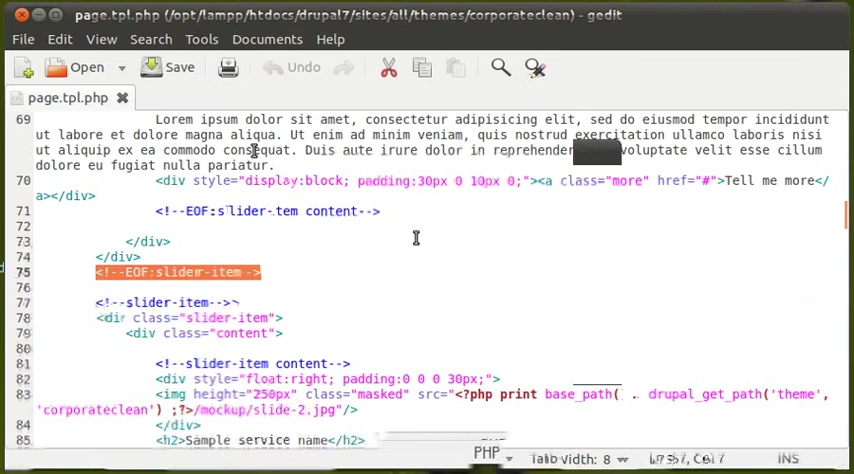 page.tpl.php (/opt/lampp/htdocs/drupal7/sites/all/themes/corporateclean) - gedit
File Edit View Search Tools Documents Help
Open Save Undo
page.tpl.php
69 Lorem ipsum dolor sit amet, consectetur adipisicing elit, sed do eiusmod tempor incididunt
ut labore et dolore magna aliqua. Ut enim ad minim veniam, quis nostrud exercitation ullamco laboris nisi
ut aliquip ex ea commodo consequat. Duis aute irure dolor in reprehender voluptate velit esse cillum
dolore eu fugiat nulla pariatur.
70 <div style="display:block; padding:30px 0 10px 0;"><a class="more" href="#">Tell me more</
a></div>
71 <!--EOF:slider-tem content-->
72
73 </div>
74 </div>
75 <!--EOF:slider-item-->
76
77 <!--slider-item-->
78 <div class="slider-item">
79 <div class="content">
80
81 <!--slider-item content-->
82 <div style="float:right; padding:0 0 0 30px;">
83 <img height="250px" class="masked" src="<?php print base_path( . drupal_get_path('theme',
'corporateclean') ;?>/mockup/slide-2.jpg"/>
84 </div>
85 <h2>Sample service name</h2>
PHP Width: 8 INS